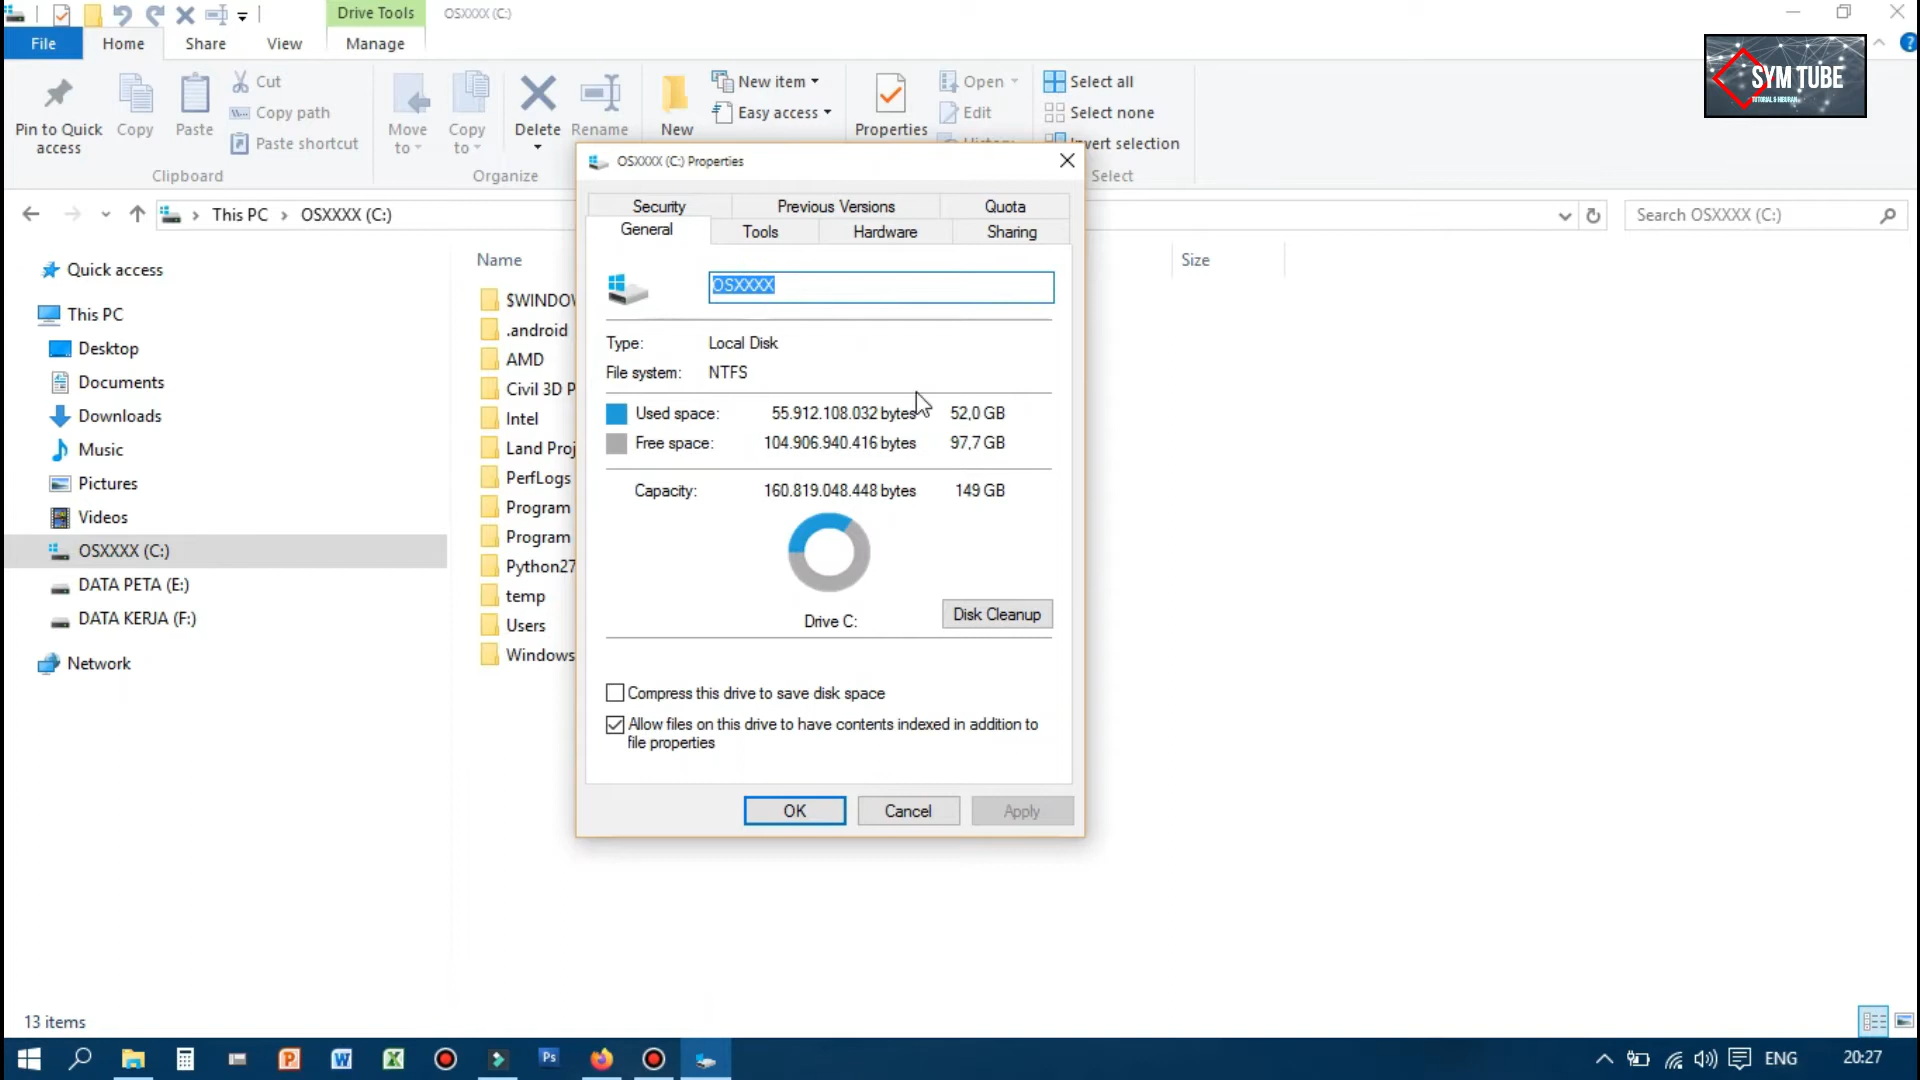 Drive Tools
OSXXXX (C:)
File
Home
Share
View
Manage
Pin to Quick
access
Copy
Paste
Cut
Copy path
Paste shortcut
Clipboard
Move
to
Copy
to
Delete
Rename
Organize
New
New item
Easy access
Properties
Open
Edit
Select all
Select none
Invert selection
Select
SYM TUBE
TUTORIAL & HIBURAN
This PC
OSXXXX (C:)
Search OSXXXX (C:)
Name
Size
Quick access
This PC
Desktop
Documents
Downloads
Music
Pictures
Videos
OSXXXX (C:)
DATA PETA (E:)
DATA KERJA (F:)
Network
$WINDOW
.android
AMD
Civil 3D P
Intel
Land Proj
PerfLogs
Program
Program
Python27
temp
Users
Windows
OSXXXX (C:) Properties
Security
Previous Versions
Quota
General
Tools
Hardware
Sharing
OSXXXX
Type: Local Disk
File system: NTFS
Used space: 55.912.108.032 bytes 52,0 GB
Free space: 104.906.940.416 bytes 97,7 GB
Capacity: 160.819.048.448 bytes 149 GB
Drive C:
Disk Cleanup
Compress this drive to save disk space
Allow files on this drive to have contents indexed in addition to
file properties
OK
Cancel
Apply
13 items
ENG
20:27